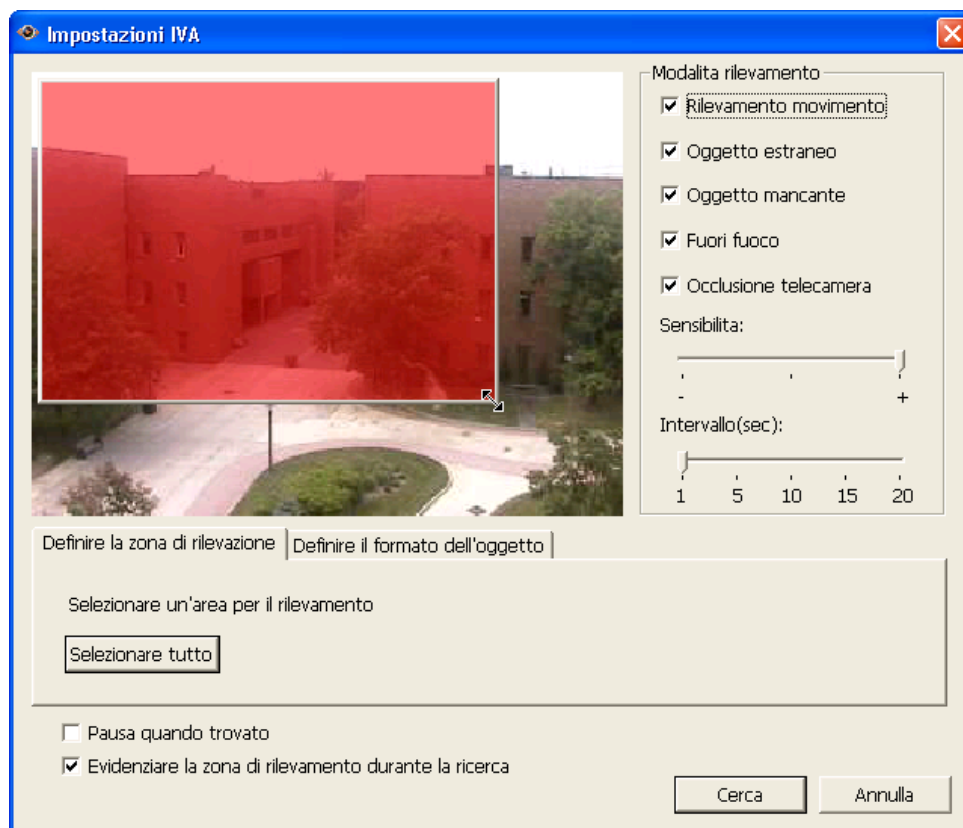 Impostazioni IVA
Modalita rilevamento
Rilevamento movimento
Oggetto estraneo
Oggetto mancante
Fuori fuoco
Occlusione telecamera
Sensibilita:
- +
Intervallo(sec):
1 5 10 15 20
Definire la zona di rilevazione Definire il formato dell'oggetto
Selezionare un'area per il rilevamento
Selezionare tutto
Pausa quando trovato
Evidenziare la zona di rilevamento durante la ricerca
Cerca Annulla